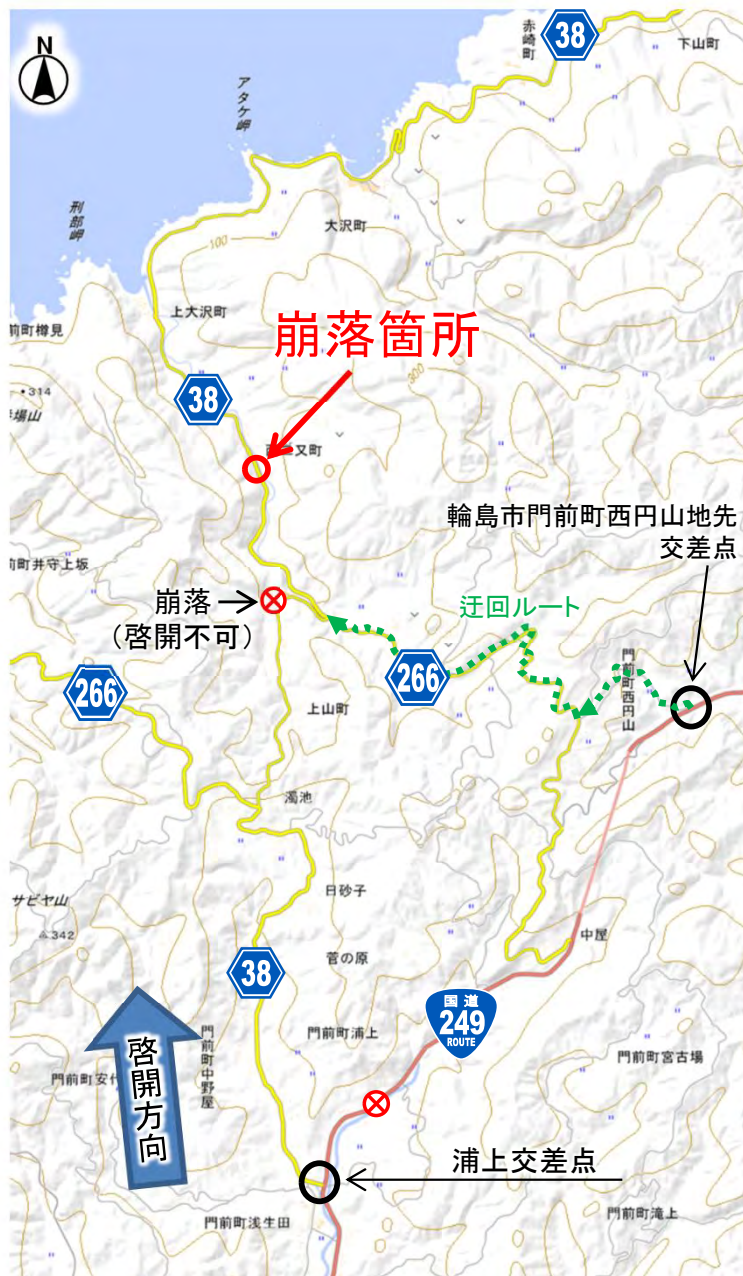 N
赤崎町
38
下山町
アタケ岬
刑部岬
大沢町
100
上大沢町
前町樽見
崩落箇所
300
314
場山
38
又町
輪島市門前町西円山地先
交差点
前町井守上坂
崩落
(啓開不可)
迂回ルート
266
266
門前町西円山
上山町
濁池
日砂子
サビヤ山
342
中屋
菅の原
38
国道
249
ROUTE
門前町浦上
門前町中野屋
門前町宮古場
門前町安代
啓開方向
浦上交差点
門前町浅生田
門前町滝上